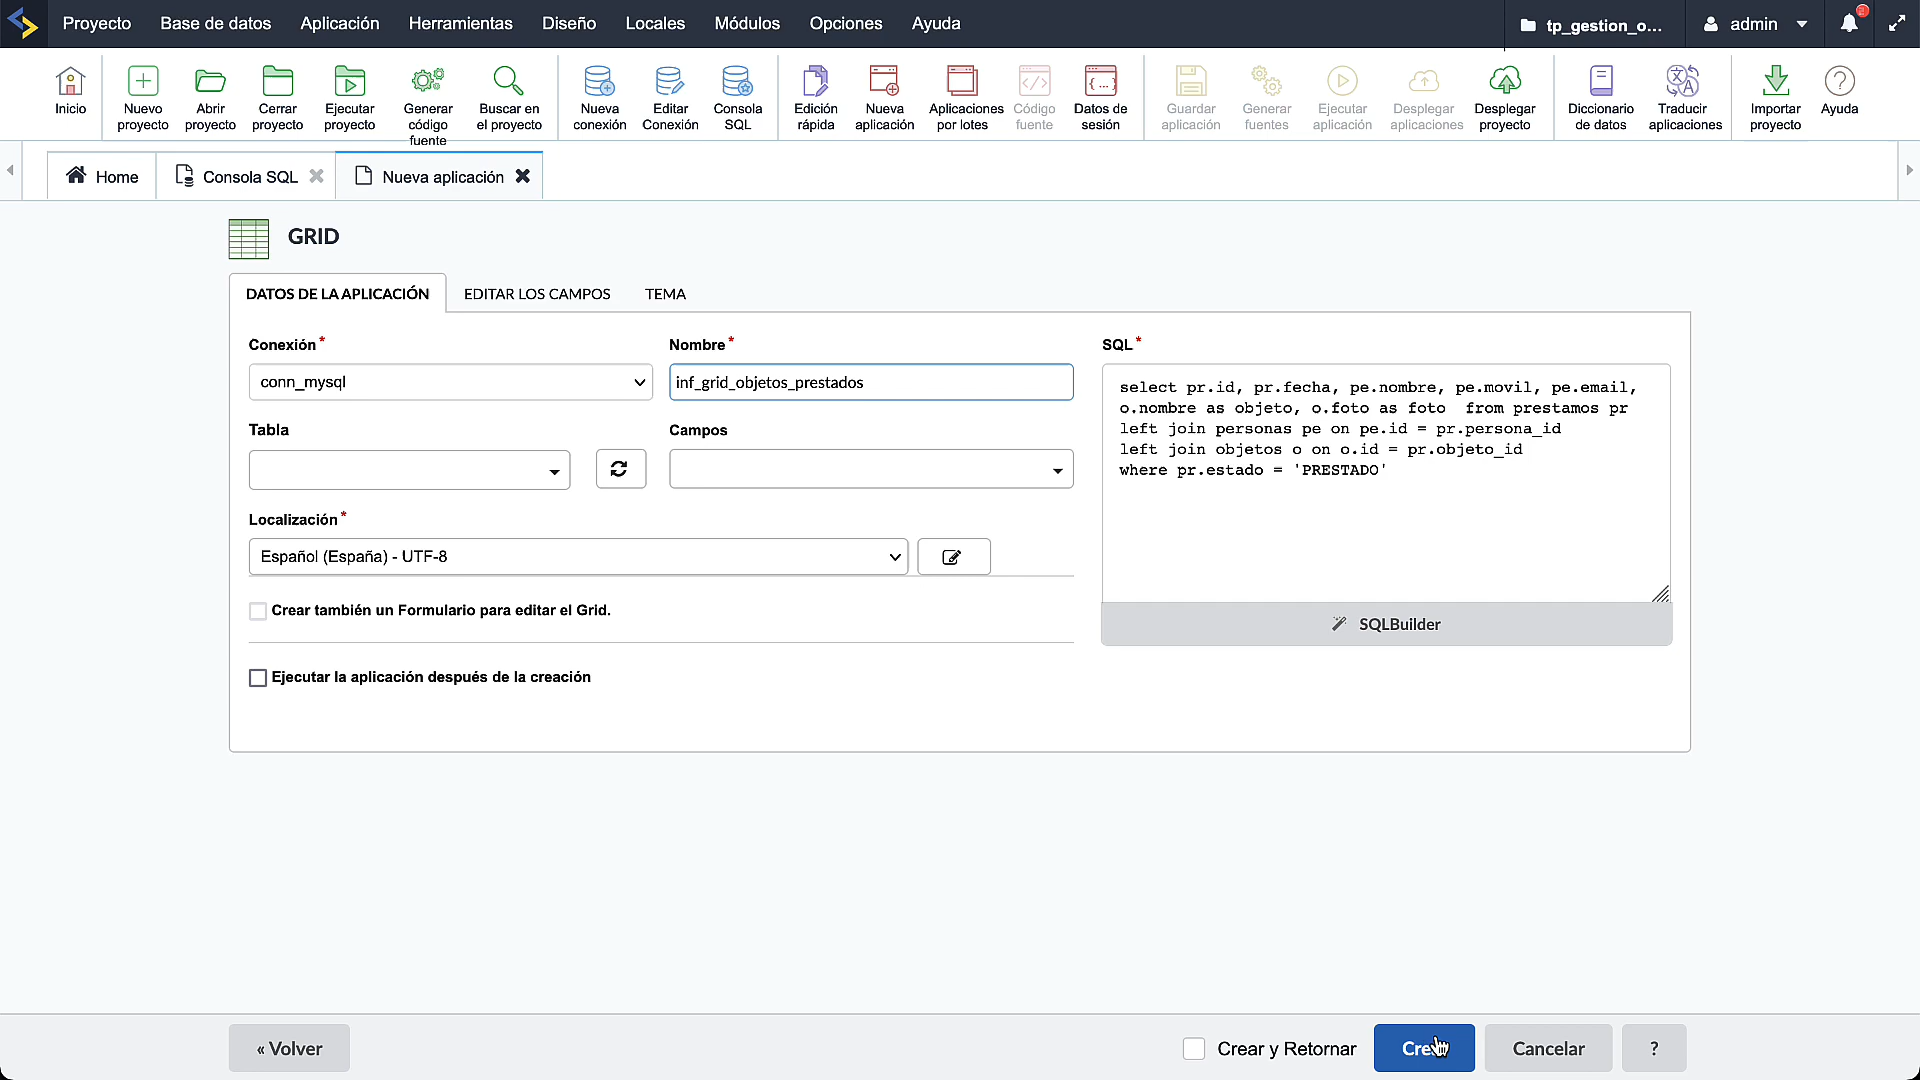 Proyecto Base de datos Aplicación Herramientas Diseño Locales Módulos Opciones Ayuda tp_gestion_o... admin
Inicio
Nuevo proyecto
Abrir proyecto
Cerrar proyecto
Ejecutar proyecto
Generar código fuente
Buscar en el proyecto
Nueva conexión
Editar Conexión
Consola SQL
Edición rápida
Nueva aplicación
Aplicaciones por lotes
Código fuente
Datos de sesión
Guardar aplicación
Generar fuentes
Ejecutar aplicación
Desplegar aplicaciones
Desplegar proyecto
Diccionario de datos
Traducir aplicaciones
Importar proyecto
Ayuda
Home Consola SQL Nueva aplicación
GRID
DATOS DE LA APLICACIÓN EDITAR LOS CAMPOS TEMA
Conexión*
conn_mysql
Nombre*
inf_grid_objetos_prestados
Tabla
Campos
Localización*
Español (España) - UTF-8
Crear también un Formulario para editar el Grid.
Ejecutar la aplicación después de la creación
SQL*
select pr.id, pr.fecha, pe.nombre, pe.movil, pe.email,
o.nombre as objeto, o.foto as foto  from prestamos pr
left join personas pe on pe.id = pr.persona_id
left join objetos o on o.id = pr.objeto_id
where pr.estado = 'PRESTADO'
SQLBuilder
« Volver
Crear y Retornar
Cancelar
?